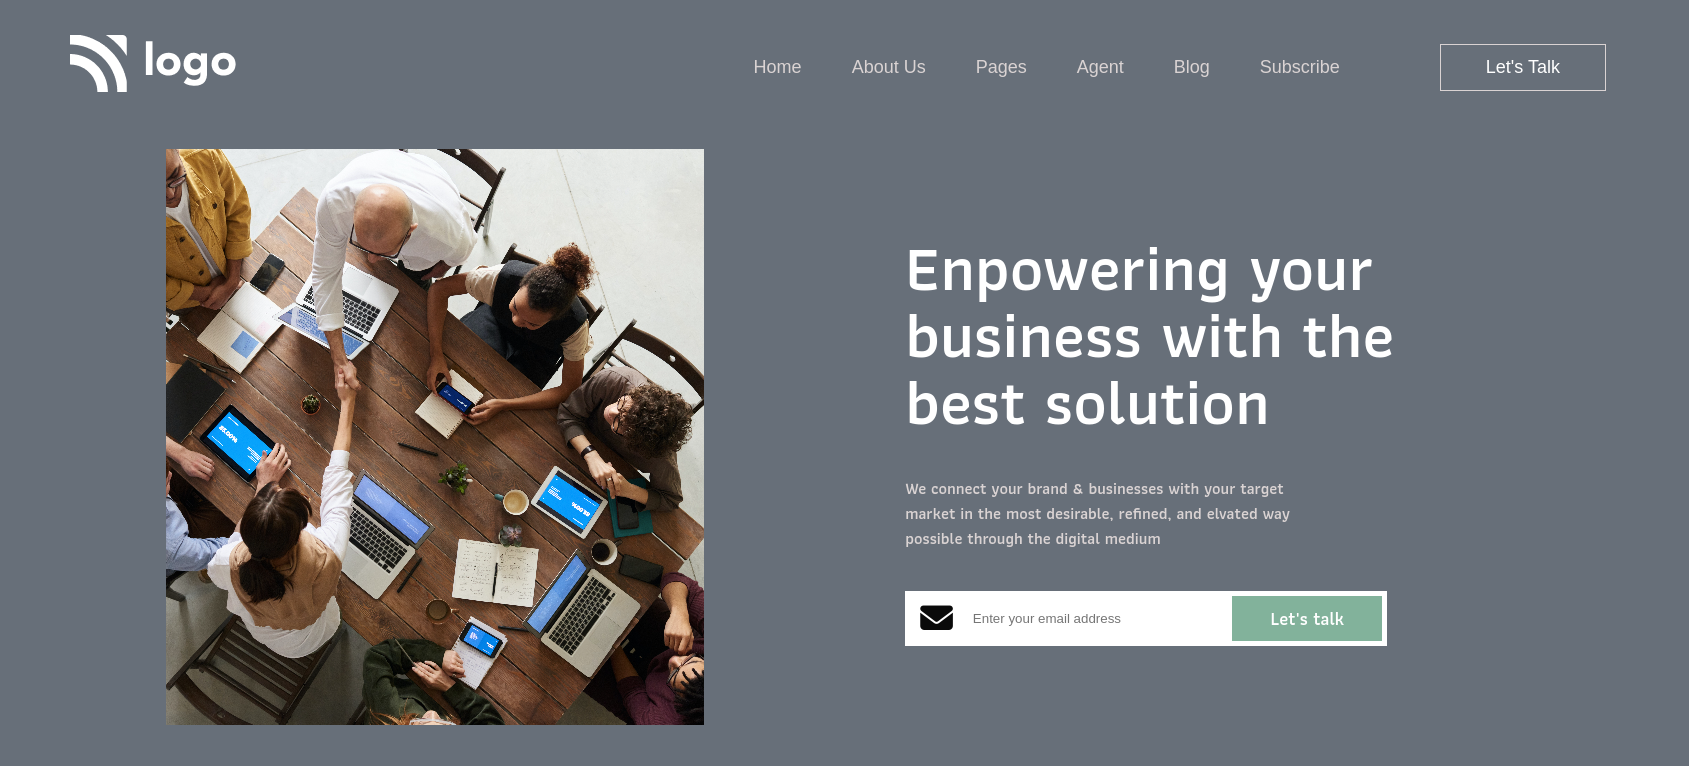 logo
Home About Us Pages Agent Blog Subscribe Let's Talk
Enpowering your
business with the
best solution
We connect your brand & businesses with your target
market in the most desirable, refined, and elvated way
possible through the digital medium
Enter your email address Let's talk